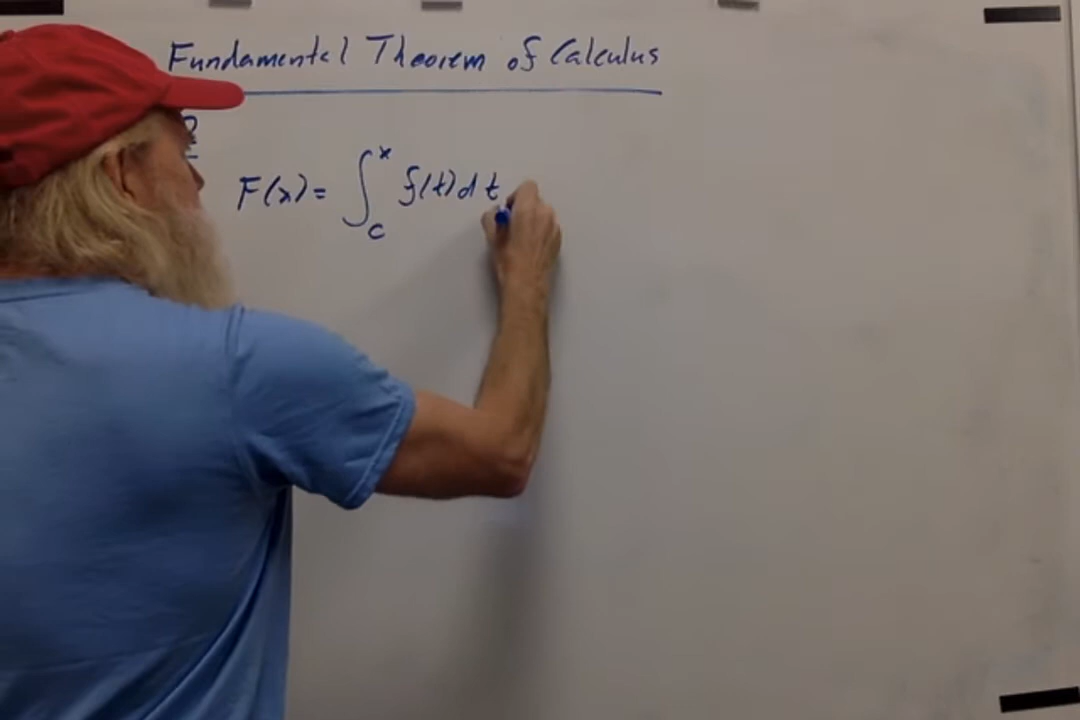 Fundamental Theorem of Calculus
F(x) = ∫_c^x f(t) dt